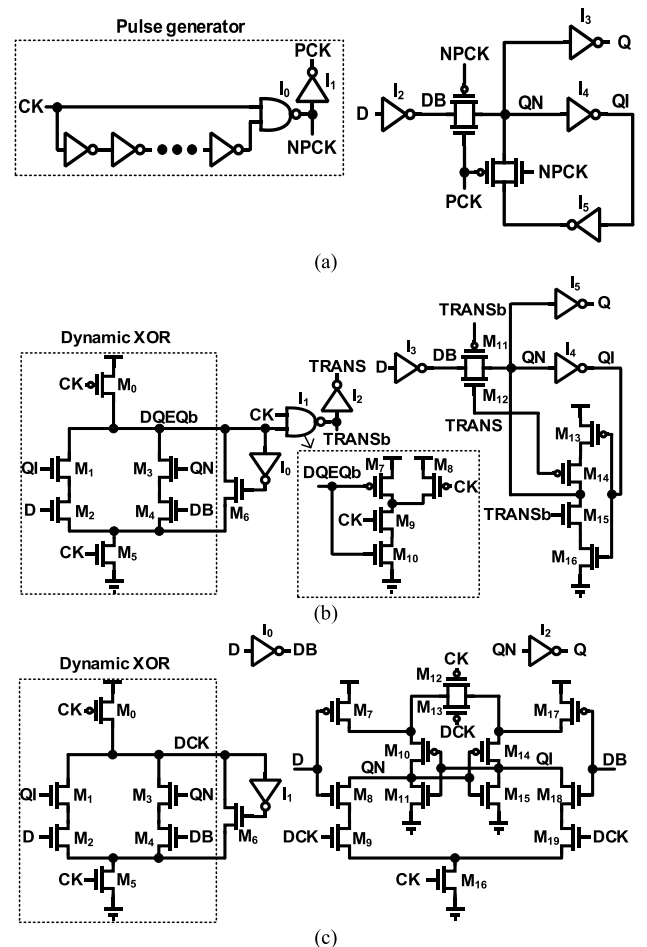 Pulse generator
PCK
I3
Q
CK
I0
I1
NPCK
NPCK
I2
D
DB
QN
I4
QI
NPCK
PCK
I5
(a)
Dynamic XOR
CK
M0
DQEQb
QI
M1
M3
QN
D
M2
M4
DB
M6
CK
M5
I0
CK
I1
TRANS
I2
TRANSb
DQEQb
M7
M8
CK
CK
M9
M10
TRANSb
I5
Q
I3
D
DB
M11
M12
QN
I4
QI
TRANS
M13
M14
TRANSb
M15
M16
(b)
I0
D
DB
I2
QN
Q
Dynamic XOR
CK
M0
DCK
QI
M1
M3
QN
D
M2
M4
DB
I1
M6
CK
M5
CK
M12
M13
DCK
M7
M17
D
M10
M14
QN
QI
DB
M8
M11
M15
M18
DCK
M9
M19
DCK
CK
M16
(c)